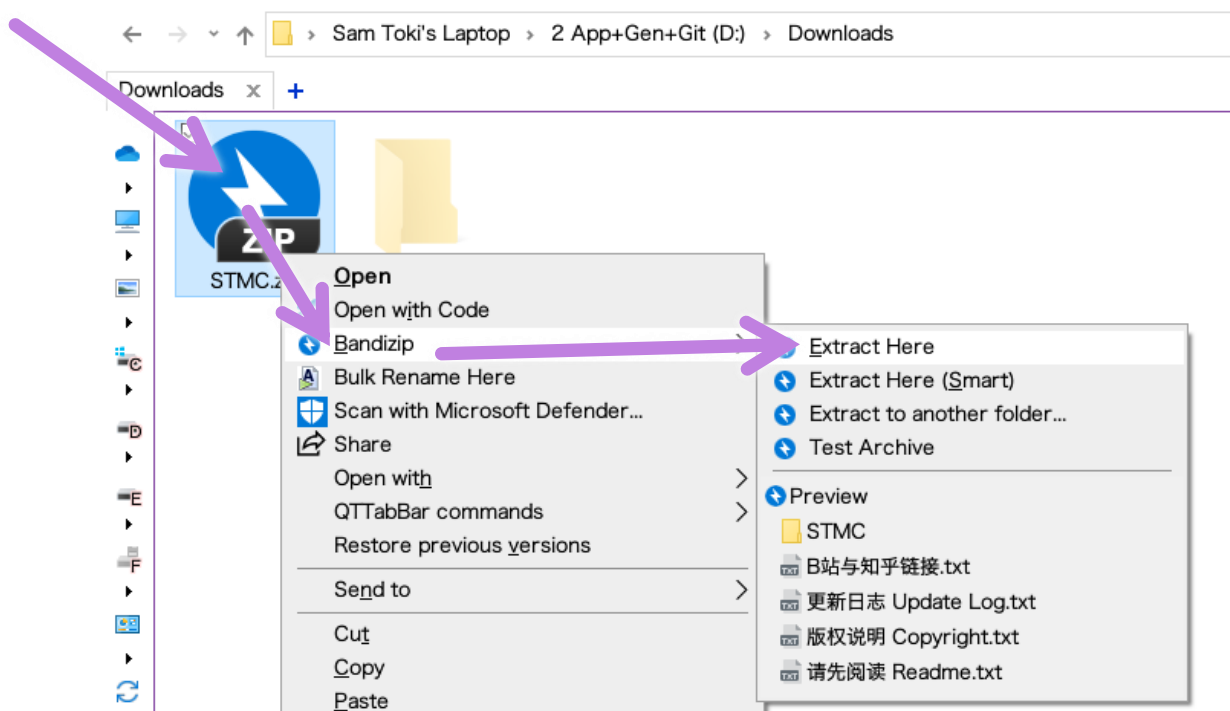 Sam Toki's Laptop › 2 App+Gen+Git (D:) › Downloads
Downloads x +
ZIP
STMC.z
Open
Open with Code
Bandizip
Bulk Rename Here
Scan with Microsoft Defender...
Share
Open with
QTTabBar commands
Restore previous versions
Send to
Cut
Copy
Paste
Extract Here
Extract Here (Smart)
Extract to another folder...
Test Archive
Preview
STMC
B站与知乎链接.txt
更新日志 Update Log.txt
版权说明 Copyright.txt
请先阅读 Readme.txt
C
D
E
F